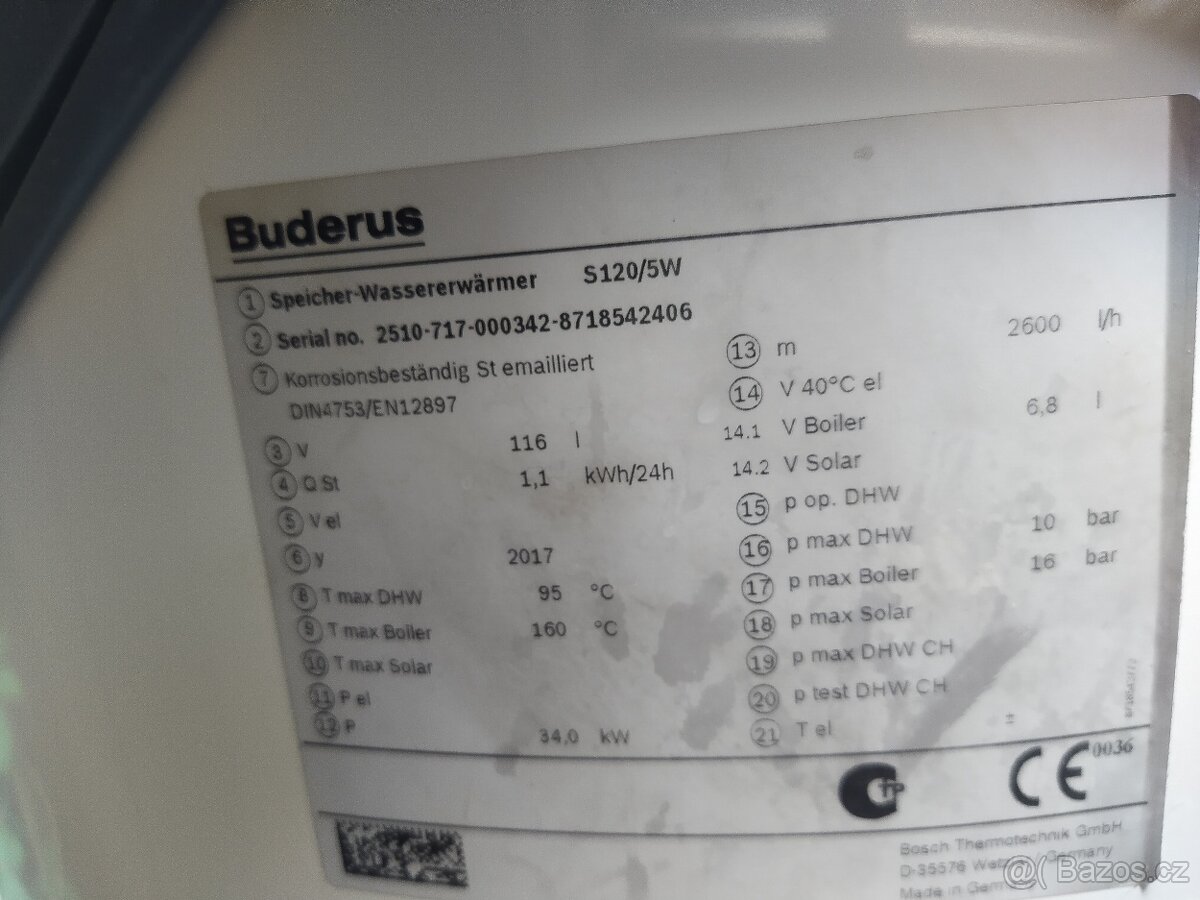 Buderus
1 Speicher-Wassererwärmer S120/5W
2 Serial no. 2510-717-000342-8718542406
7 Korrosionsbeständig St emailliert
DIN4753/EN12897
3 V 116 l
4 Q St 1,1 kWh/24h
5 V el
6 y 2017
8 T max DHW 95 °C
9 T max Boiler 160 °C
10 T max Solar
11 P el
12 P 34,0 kW
13 m 2600 l/h
14 V 40°C el
14.1 V Boiler 6,8 l
14.2 V Solar
15 p op. DHW
16 p max DHW 10 bar
17 p max Boiler 16 bar
18 p max Solar
19 p max DHW CH
20 p test DHW CH
21 T el ±
CE 0036
Bosch Thermotechnik GmbH
D-35576 Germany
Made in
@( Bazos.cz